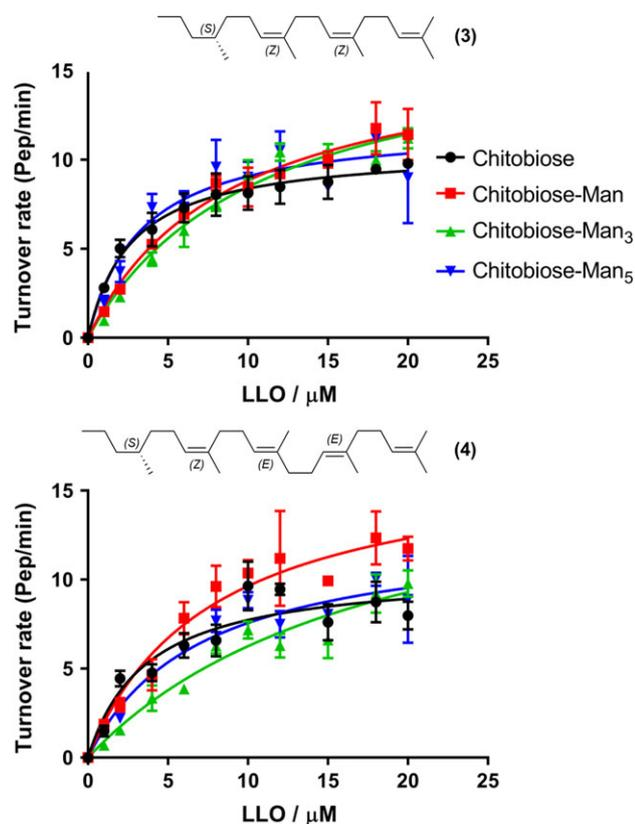 (S)
(Z)
(Z)
(3)
15
10
5
0
Turnover rate (Pep/min)
0 5 10 15 20 25
LLO / μM
Chitobiose
Chitobiose-Man
Chitobiose-Man₃
Chitobiose-Man₅
(S)
(Z)
(E)
(E)
(4)
15
10
5
0
Turnover rate (Pep/min)
0 5 10 15 20 25
LLO / μM